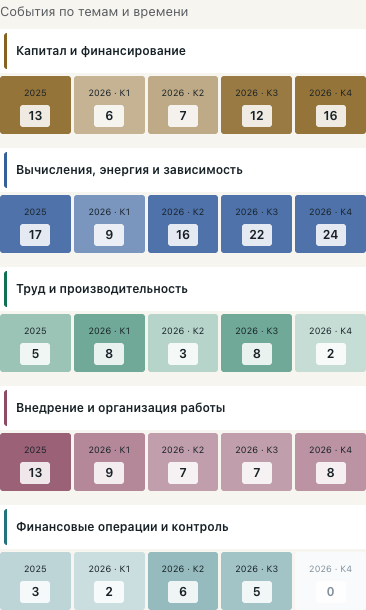 События по темам и времени
Капитал и финансирование
2025 2026 · К1 2026 · К2 2026 · К3 2026 · К4
13 6 7 12 16
Вычисления, энергия и зависимость
2025 2026 · К1 2026 · К2 2026 · К3 2026 · К4
17 9 16 22 24
Труд и производительность
2025 2026 · К1 2026 · К2 2026 · К3 2026 · К4
5 8 3 8 2
Внедрение и организация работы
2025 2026 · К1 2026 · К2 2026 · К3 2026 · К4
13 9 7 7 8
Финансовые операции и контроль
2025 2026 · К1 2026 · К2 2026 · К3 2026 · К4
3 2 6 5 0